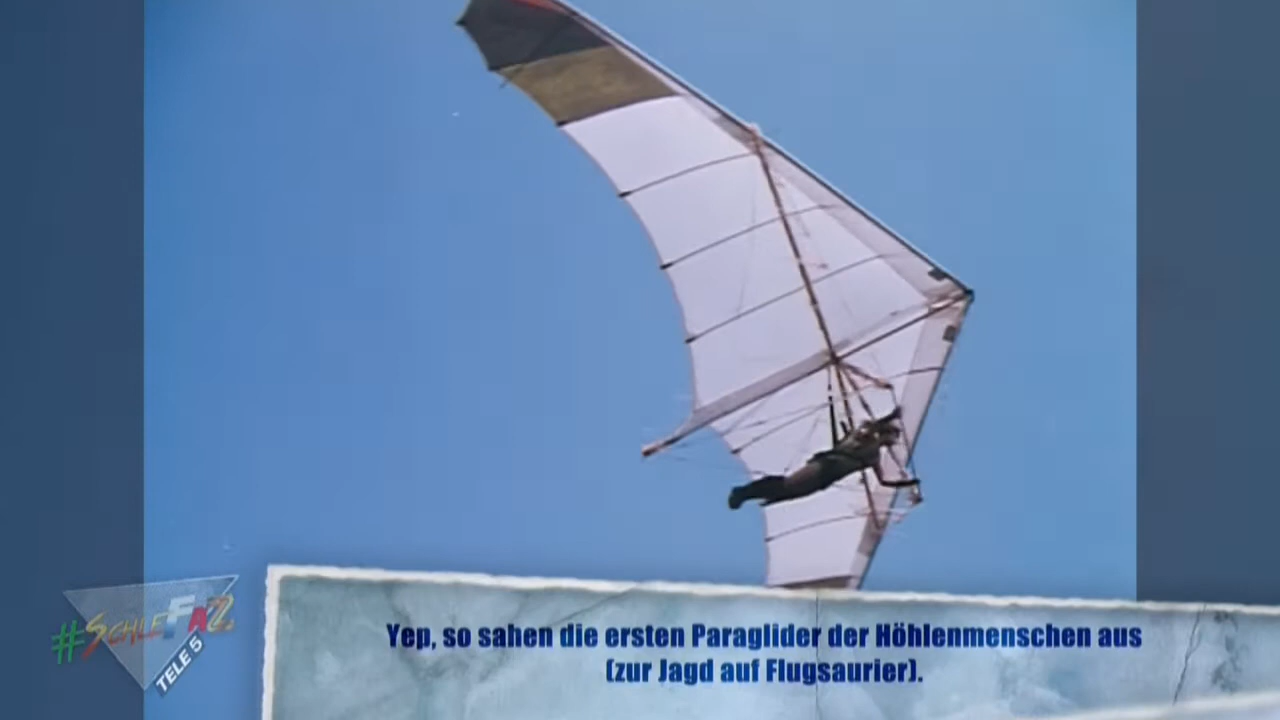 Yep, so sahen die ersten Paraglider der Höhlenmenschen aus
(zur Jagd auf Flugsaurier).
#SCHLEFAZ
TELE 5